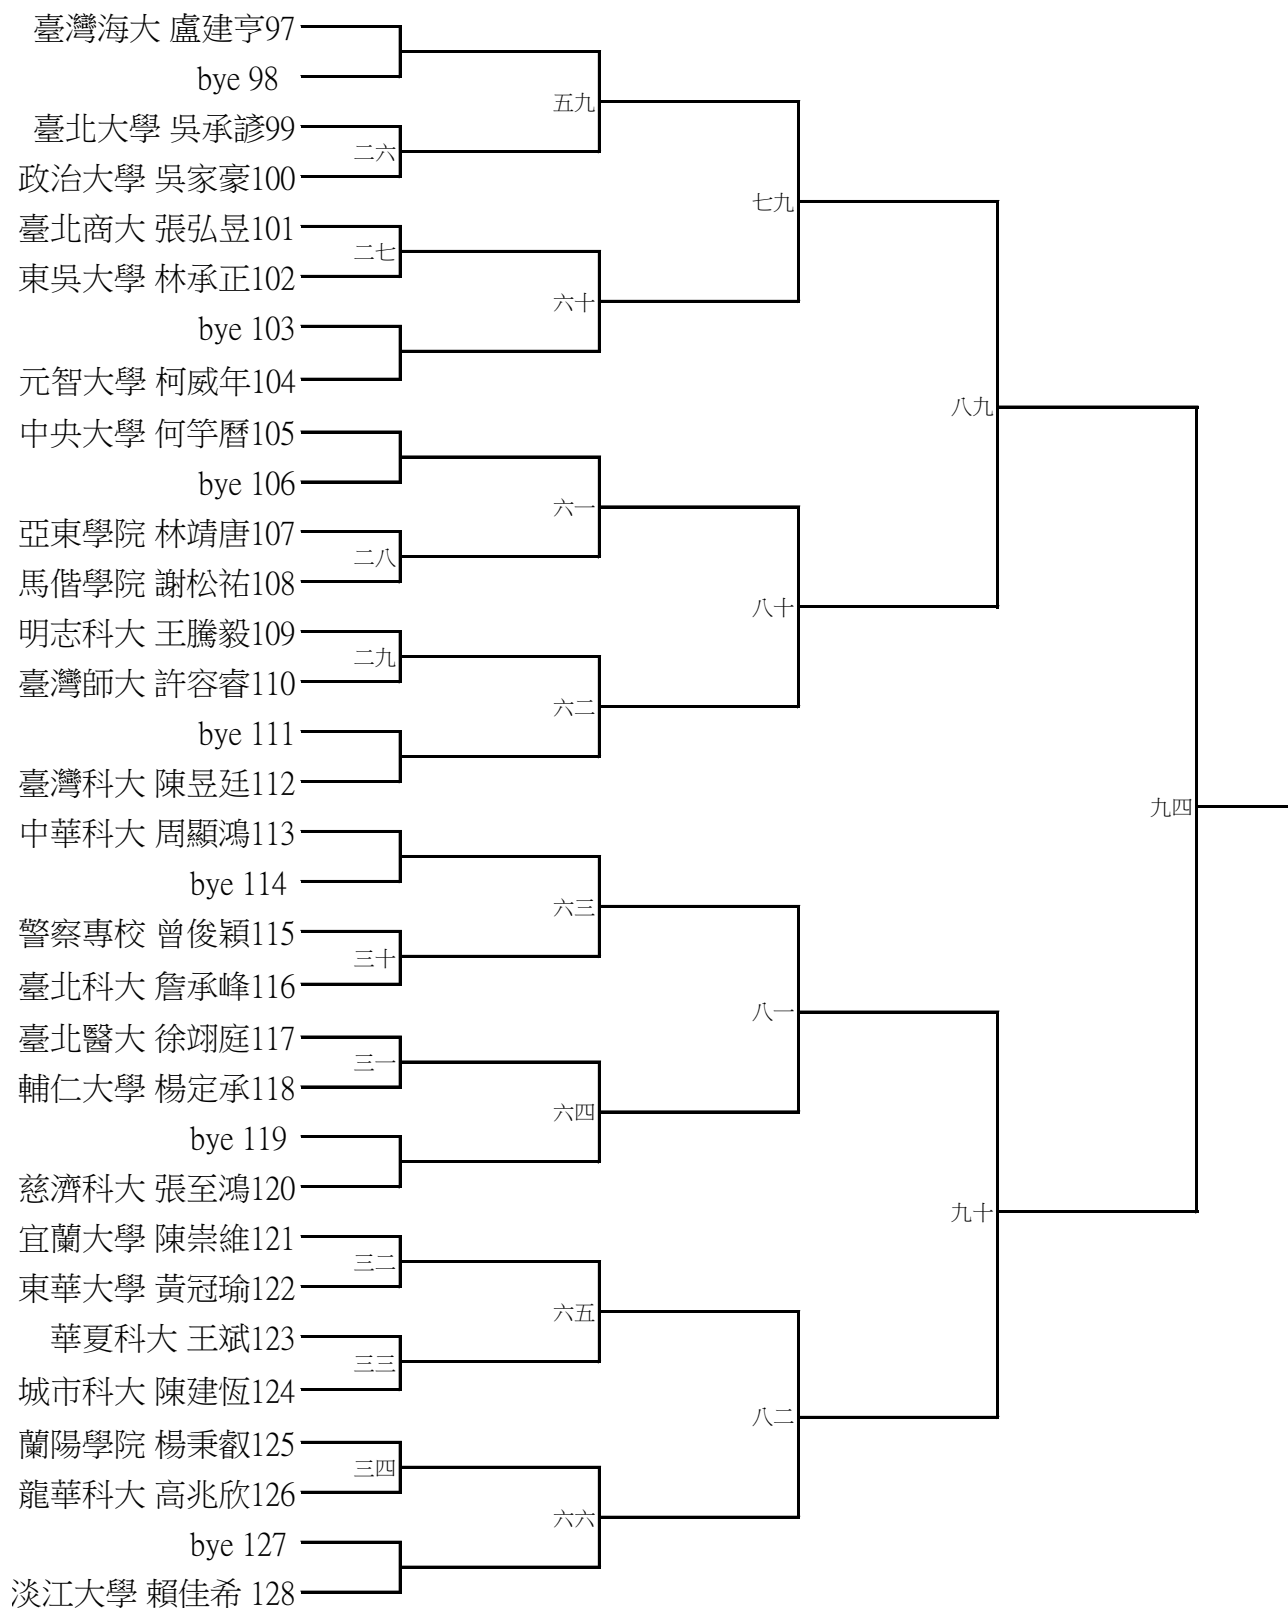 臺灣海大 盧建亨97
bye 98
五九
臺北大學 吳承諺99
二六
政治大學 吳家豪100
七九
臺北商大 張弘昱101
二七
東吳大學 林承正102
六十
bye 103
元智大學 柯威年104
八九
中央大學 何竽曆105
bye 106
六一
亞東學院 林靖唐107
二八
馬偕學院 謝松祐108
八十
明志科大 王騰毅109
二九
臺灣師大 許容睿110
六二
bye 111
臺灣科大 陳昱廷112
九四
中華科大 周顯鴻113
bye 114
六三
警察專校 曾俊穎115
三十
臺北科大 詹承峰116
八一
臺北醫大 徐翊庭117
三一
輔仁大學 楊定承118
六四
bye 119
慈濟科大 張至鴻120
九十
宜蘭大學 陳崇維121
三二
東華大學 黃冠瑜122
六五
華夏科大 王斌123
三三
城市科大 陳建恆124
八二
蘭陽學院 楊秉叡125
三四
龍華科大 高兆欣126
六六
bye 127
淡江大學 賴佳希 128